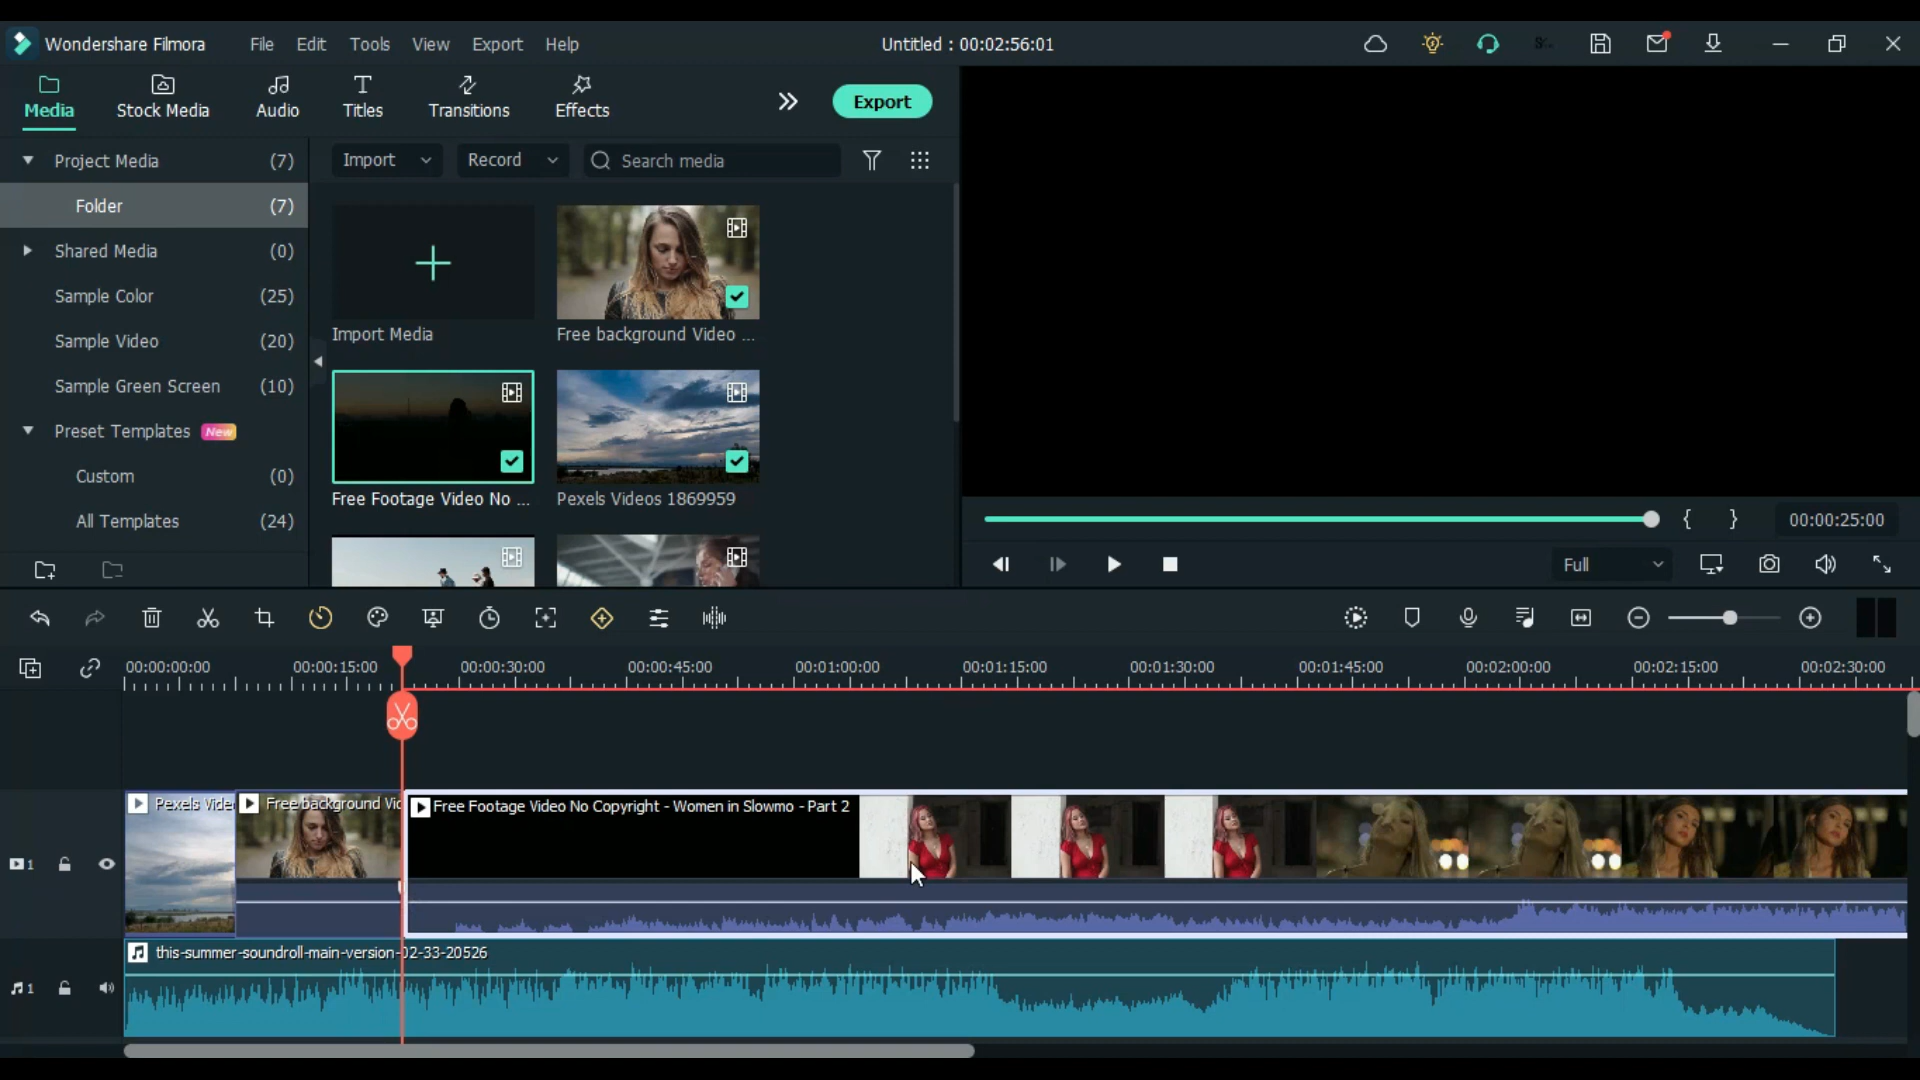 Wondershare Filmora File Edit Tools View Export Help Untitled : 00:02:56:01
Media Stock Media Audio Titles Transitions Effects Export
Project Media (7)
Folder (7)
Shared Media (0)
Sample Color (25)
Sample Video (20)
Sample Green Screen (10)
Preset Templates New
Custom (0)
All Templates (24)
Import Record Search media
Import Media Free background Video ...
Free Footage Video No ... Pexels Videos 1869959
00:00:25:00
Full
00:00:00:00 00:00:15:00 00:00:30:00 00:00:45:00 00:01:00:00 00:01:15:00 00:01:30:00 00:01:45:00 00:02:00:00 00:02:15:00 00:02:30:00
Pexels Vide Free background Vic Free Footage Video No Copyright - Women in Slowmo - Part 2
1
this-summer-soundroll-main-version-02-33-20526
1